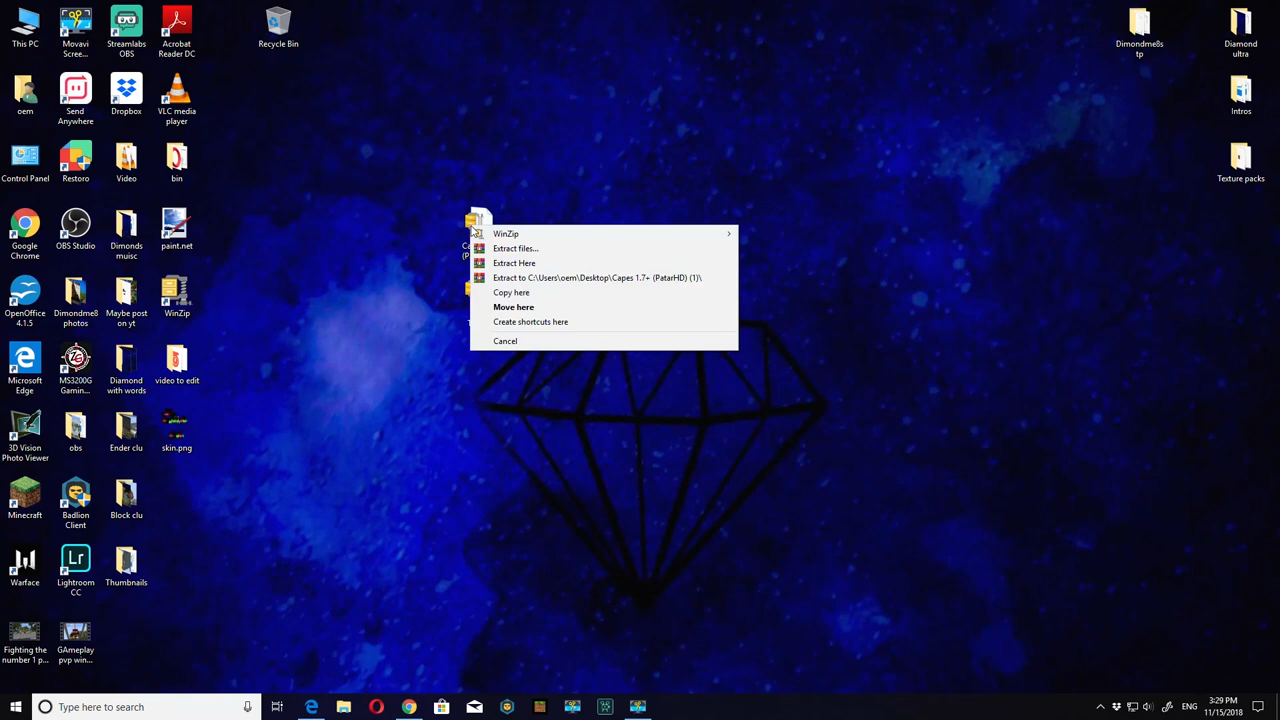 This PC
Movavi
Scree...
Streamlabs
OBS
Acrobat
Reader DC
Recycle Bin
Dimondme8s
tp
Diamond
ultra
oem
Send
Anywhere
Dropbox
VLC media
player
Intros
Control Panel
Restoro
Video
bin
Texture packs
Google
Chrome
OBS Studio
Dimonds
muisc
paint.net
WinZip
Extract files...
Extract Here
Extract to C:\Users\oem\Desktop\Capes 1.7+ (PatarHD) (1)\
Copy here
Move here
Create shortcuts here
Cancel
OpenOffice
4.1.5
Dimondme8
photos
Maybe post
on yt
WinZip
Microsoft
Edge
MS3200G
Gamin...
Diamond
with words
video to edit
3D Vision
Photo Viewer
obs
Ender clu
skin.png
Minecraft
Badlion
Client
Block clu
Warface
Lightroom
CC
Thumbnails
Fighting the
number 1 p...
GAmeplay
pvp win...
Type here to search
ENG
3:29 PM
11/15/2018